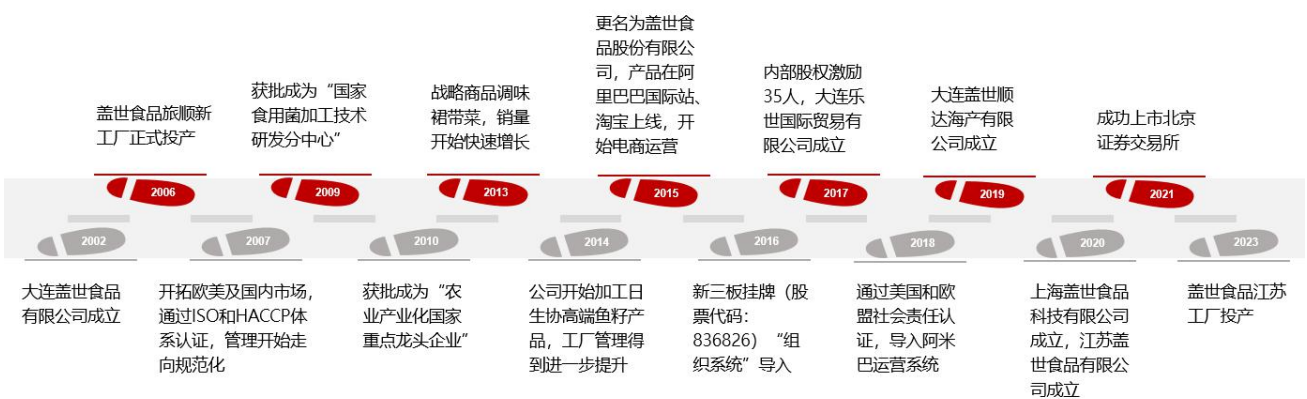 盖世食品旅顺新
工厂正式投产
获批成为“国家
食用菌加工技术
研发分中心”
战略商品调味
裙带菜，销量
开始快速增长
更名为盖世食
品股份有限公
司，产品在阿
里巴巴国际站、
淘宝上线，开
始电商运营
内部股权激励
35人，大连乐
世国际贸易有
限公司成立
大连盖世顺
达海产有限
公司成立
成功上市北京
证券交易所
2006
2009
2013
2015
2017
2019
2021
2002
2007
2010
2014
2016
2018
2020
2023
大连盖世食品
有限公司成立
开拓欧美及国内市场，
通过ISO和HACCP体
系认证，管理开始走
向规范化
获批成为“农
业产业化国家
重点龙头企业”
公司开始加工日
生协高端鱼籽产
品，工厂管理得
到进一步提升
新三板挂牌（股
票代码：
836826）“组
织系统”导入
通过美国和欧
盟社会责任认
证，导入阿米
巴运营系统
上海盖世食品
科技有限公司
成立，江苏盖
世食品有限公
司成立
盖世食品江苏
工厂投产